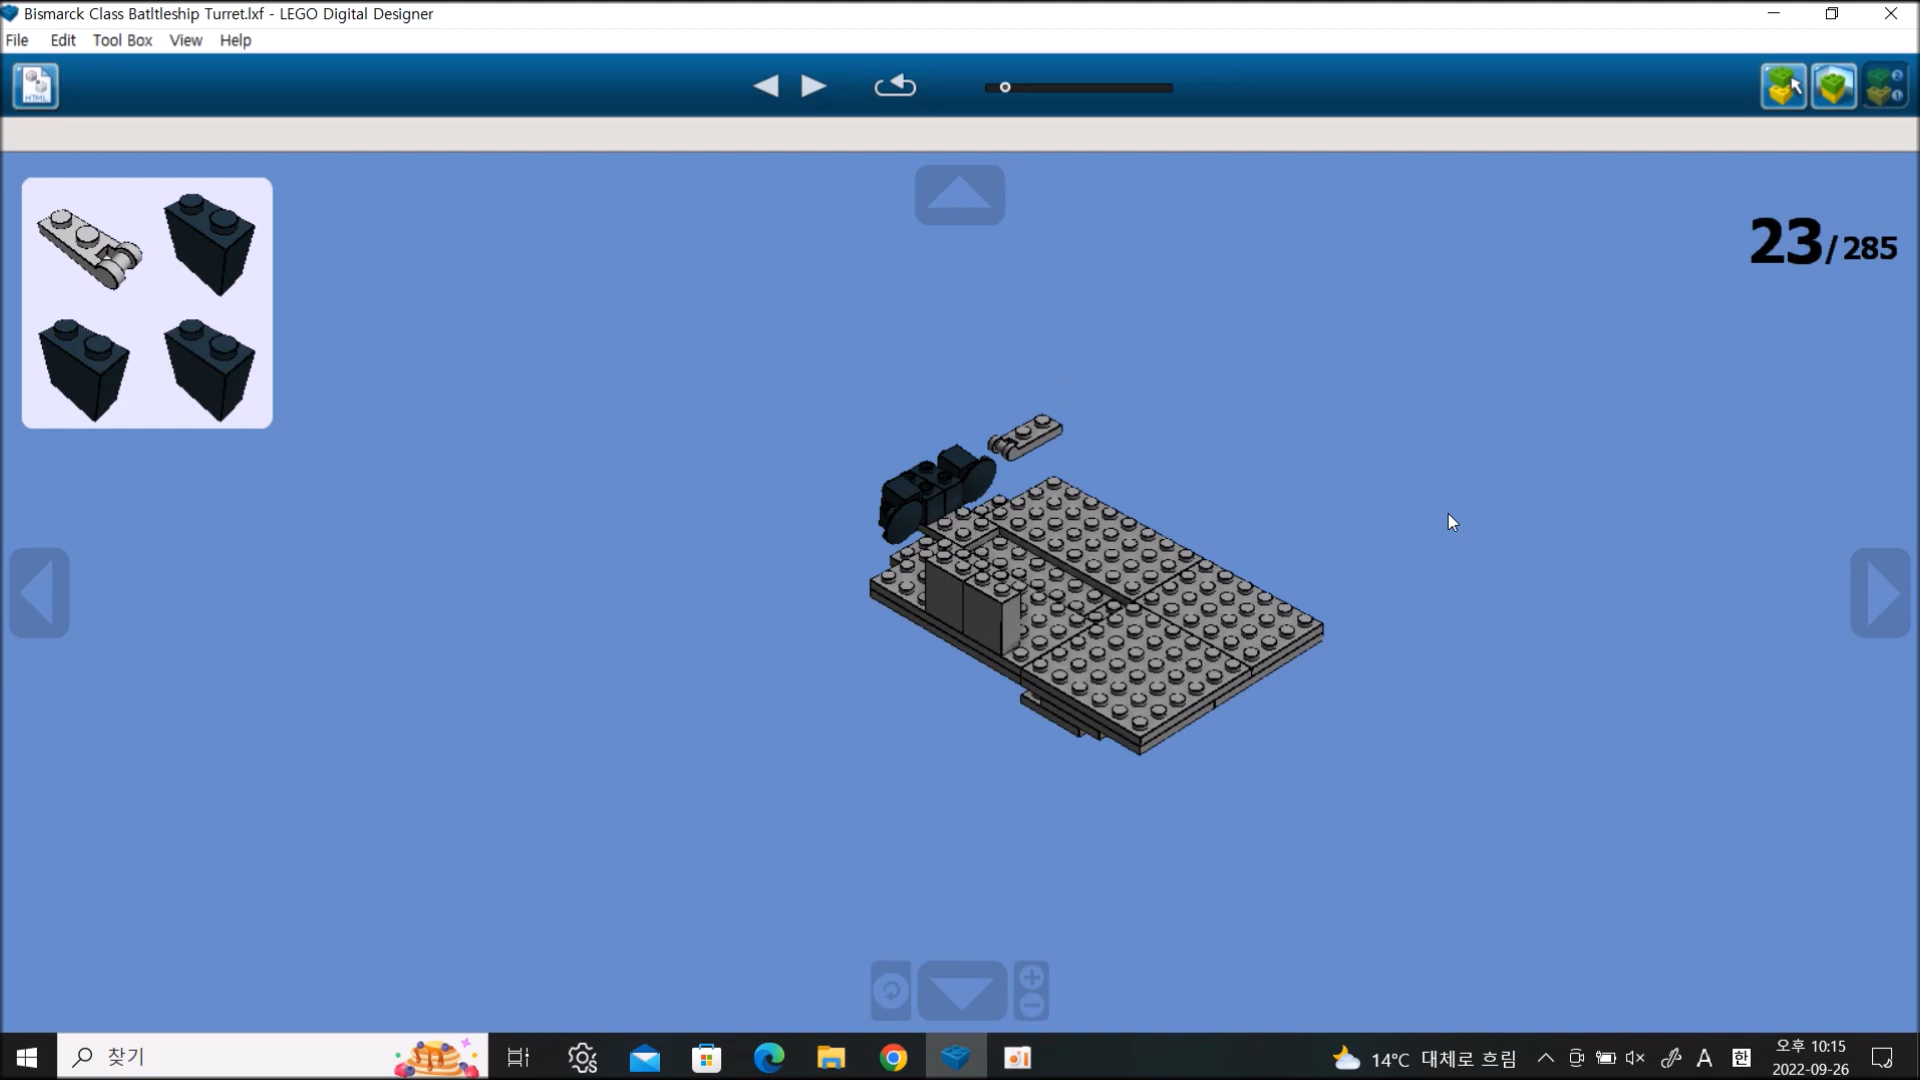 Bismarck Class Batltleship Turret.lxf - LEGO Digital Designer
File Edit Tool Box View Help
HTML
23/285
찾기
14°C 대체로 흐림
A
한
오후 10:15
2022-09-26